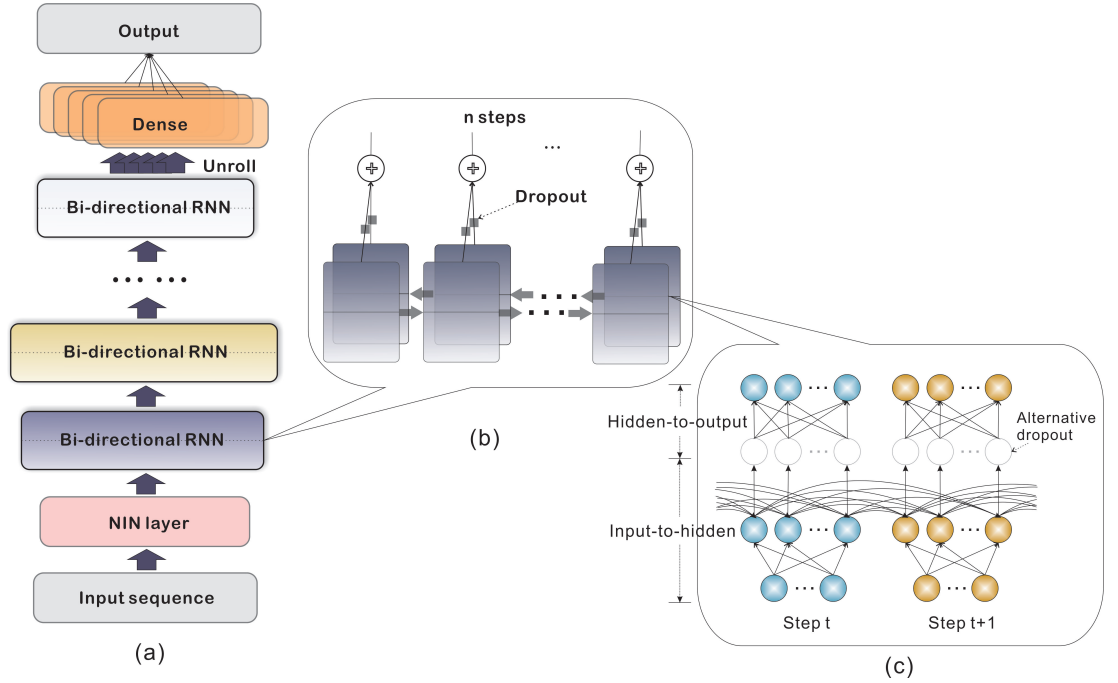 Output
Dense
Unroll
Bi-directional RNN
... ...
Bi-directional RNN
Bi-directional RNN
NIN layer
Input sequence
(a)
n steps
...
Dropout
(b)
Hidden-to-output
Input-to-hidden
Alternative
dropout
Step t
Step t+1
(c)